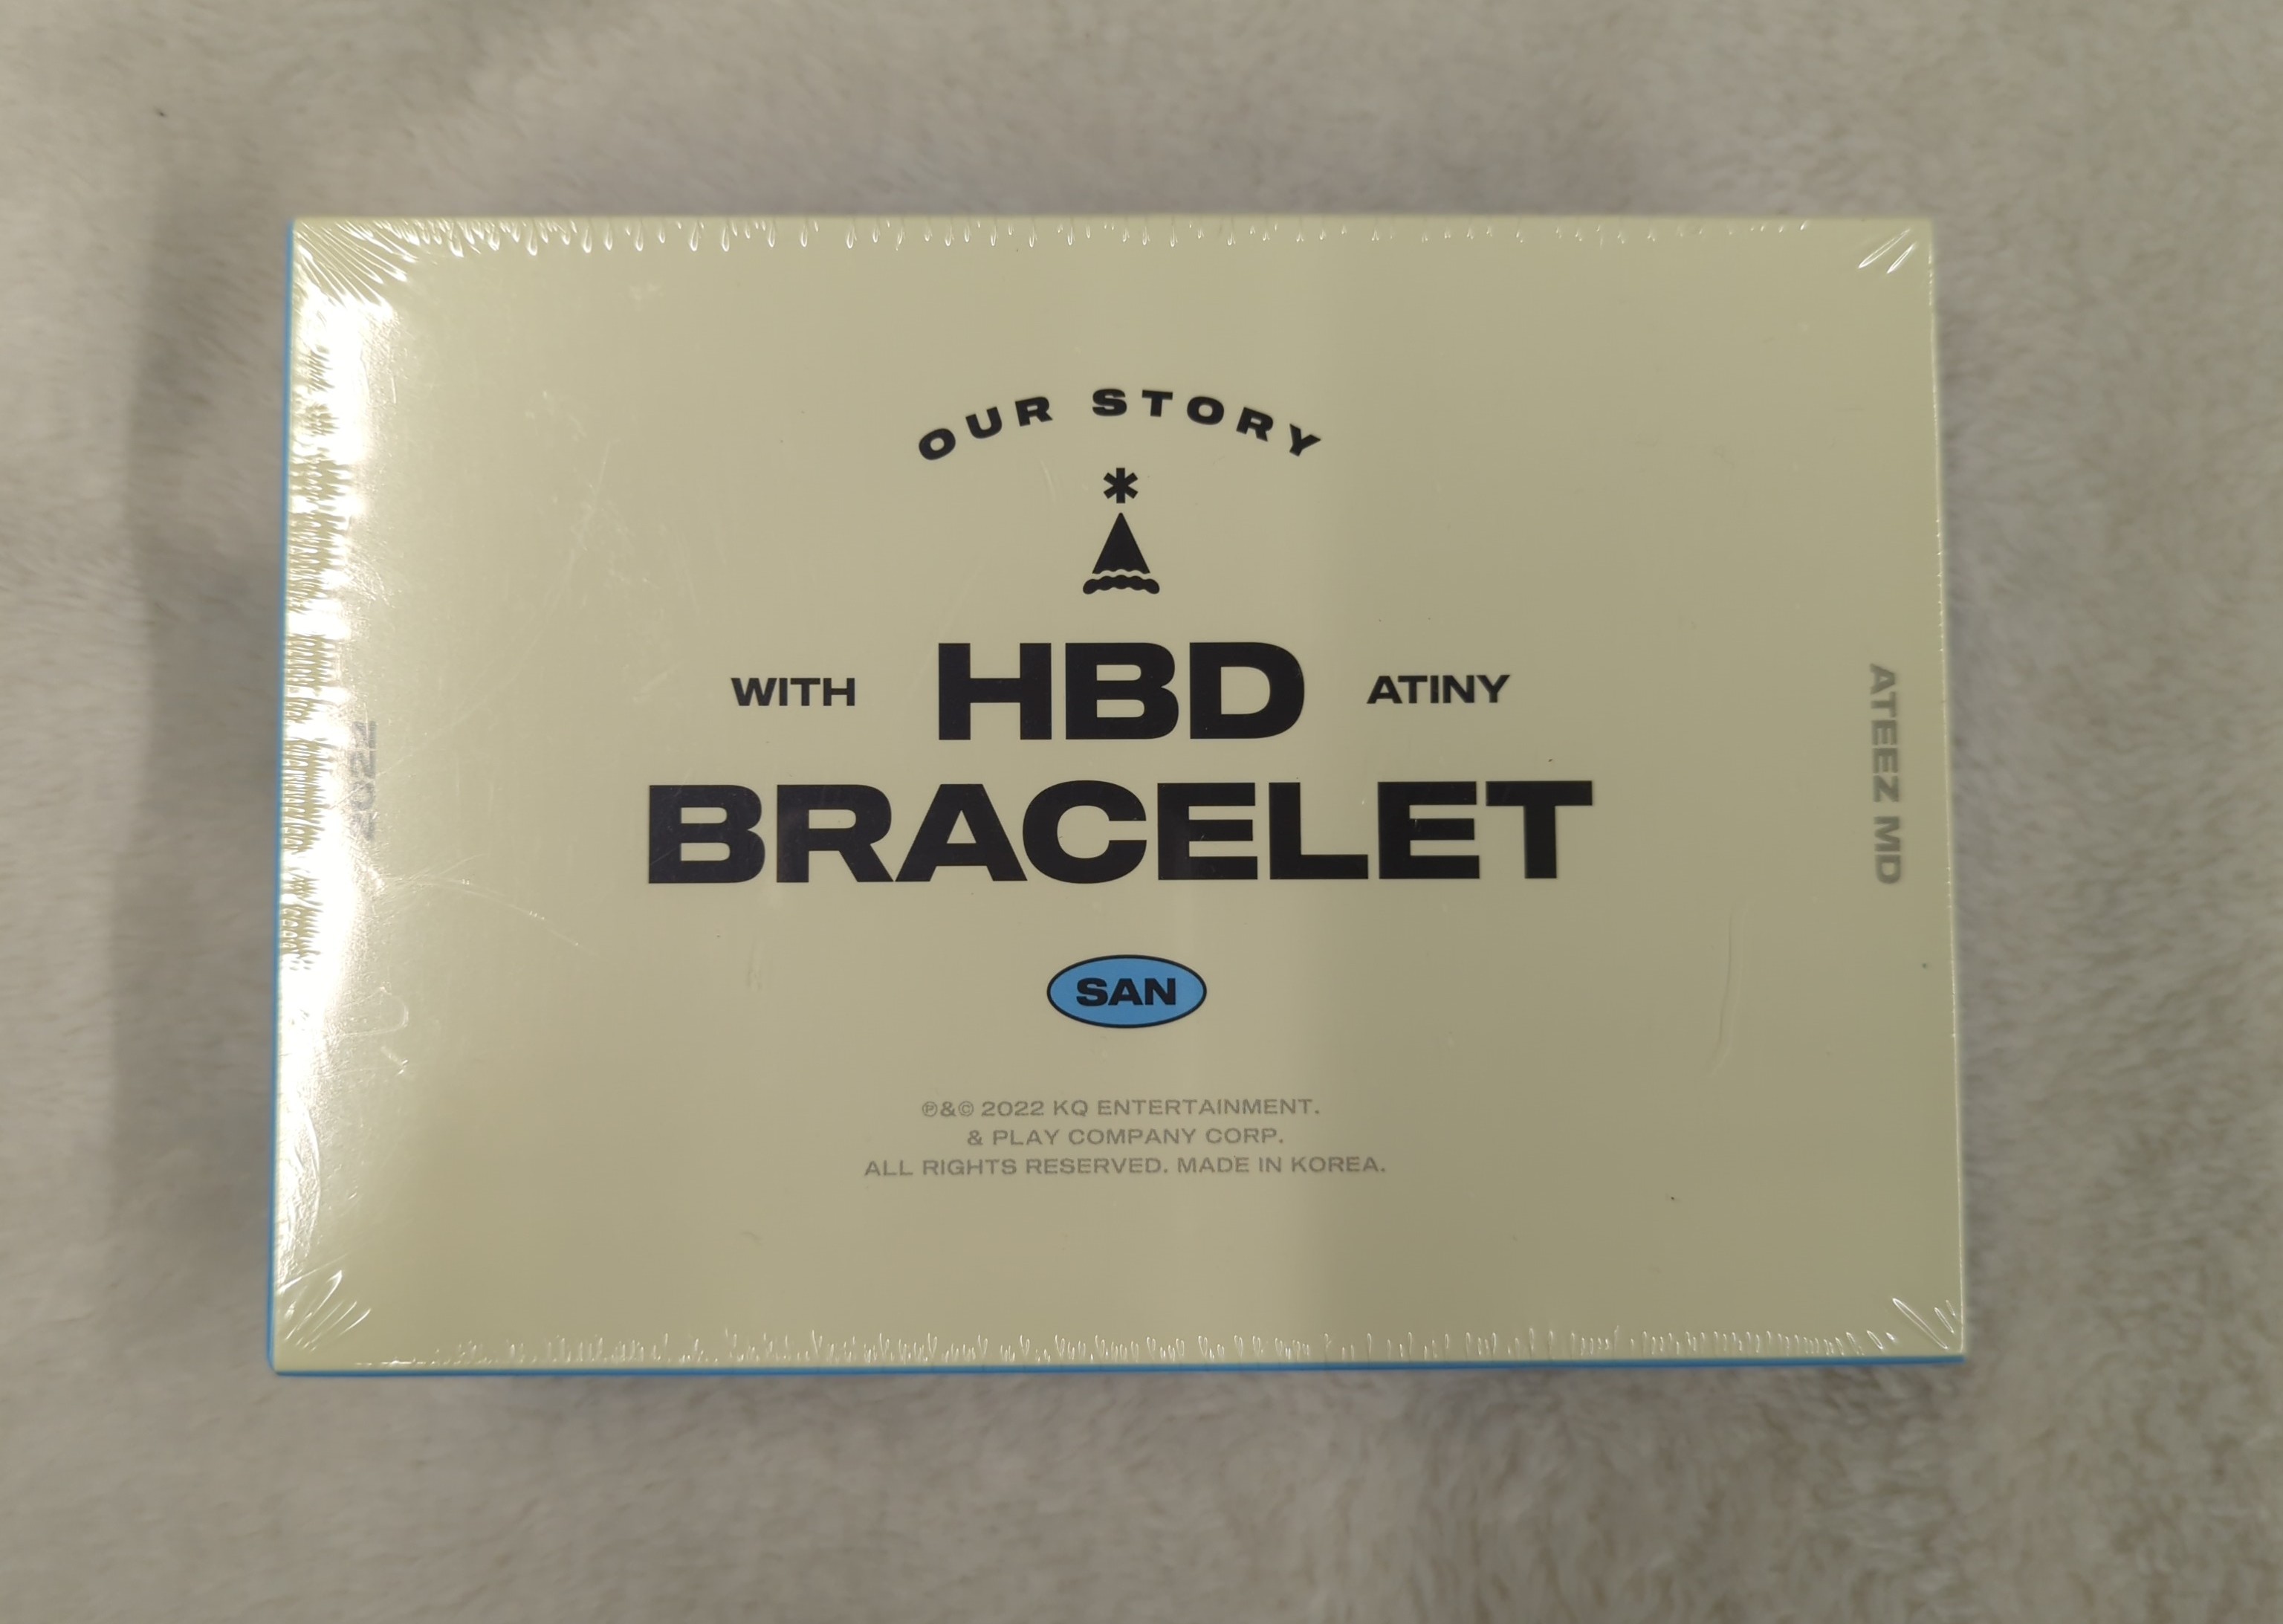 OUR STORY
WITH HBD ATINY
BRACELET
SAN
℗&© 2022 KQ ENTERTAINMENT.
& PLAY COMPANY CORP.
ALL RIGHTS RESERVED. MADE IN KOREA.
2022
ATEEZ MD